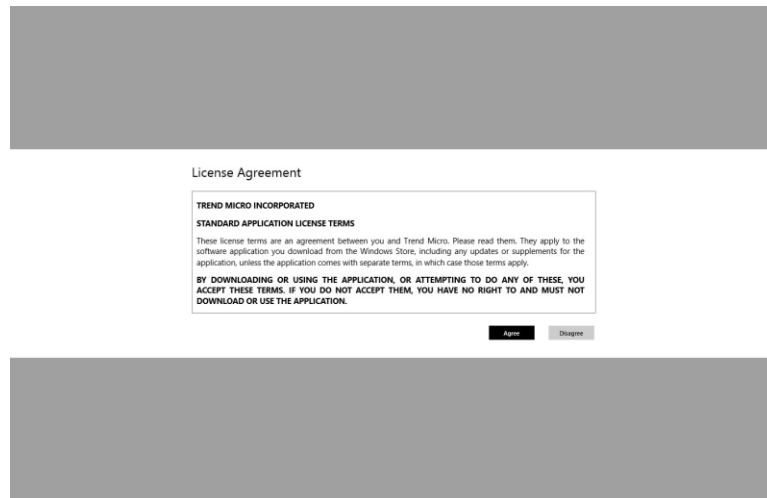 License Agreement
TREND MICRO INCORPORATED
STANDARD APPLICATION LICENSE TERMS
These license terms are an agreement between you and Trend Micro. Please read them. They apply to the
software application you download from the Windows Store, including any updates or supplements for the
application, unless the application comes with separate terms, in which case those terms apply.
BY DOWNLOADING OR USING THE APPLICATION, OR ATTEMPTING TO DO ANY OF THESE, YOU
ACCEPT THESE TERMS. IF YOU DO NOT ACCEPT THEM, YOU HAVE NO RIGHT TO AND MUST NOT
DOWNLOAD OR USE THE APPLICATION.
Agree Disagree